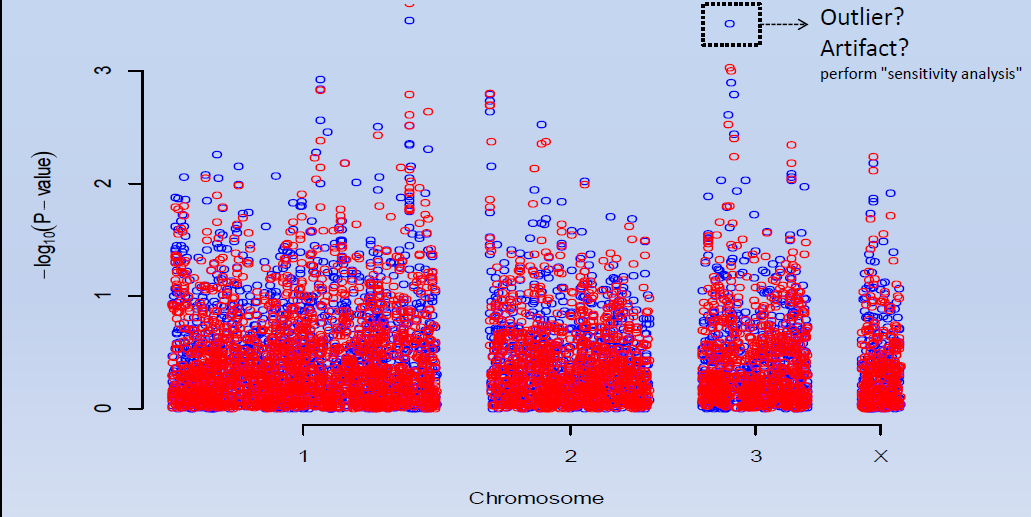 Outlier?
Artifact?
perform "sensitivity analysis"
−log10(P − value)
3
2
1
0
1 2 3 X
Chromosome